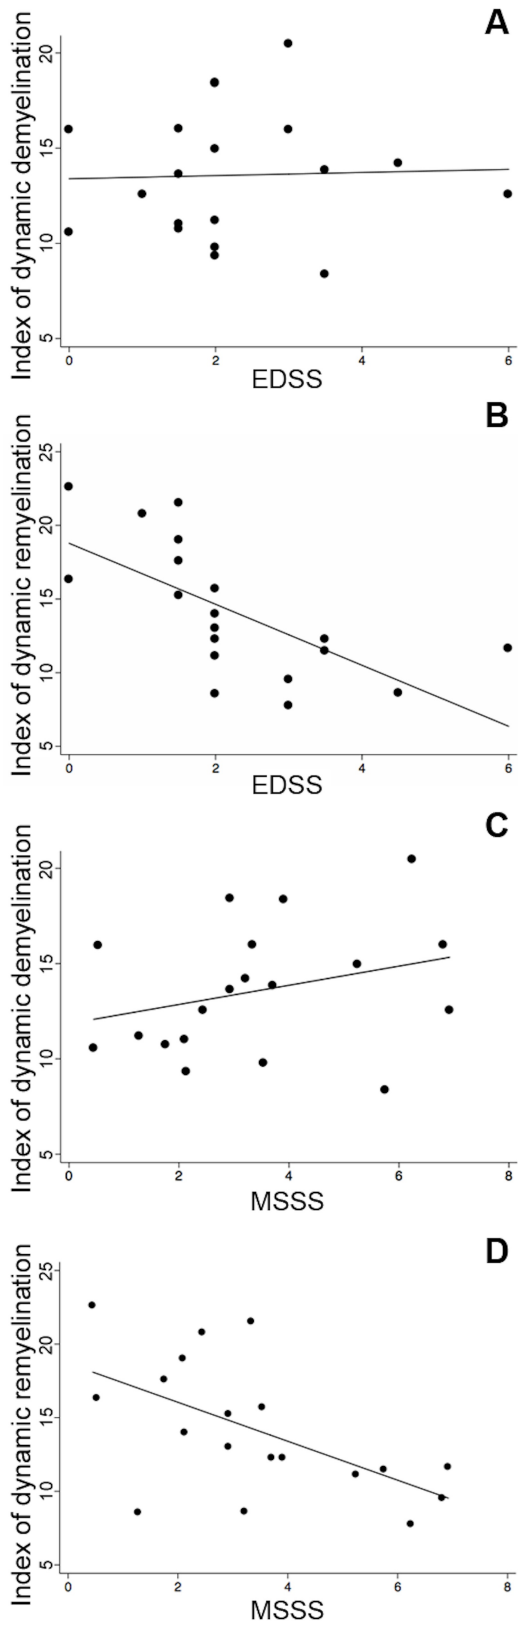 A
Index of dynamic demyelination
20
15
10
5
0 2 4 6
EDSS
B
Index of dynamic remyelination
25
20
15
10
5
0 2 4 6
EDSS
C
Index of dynamic demyelination
20
15
10
5
0 2 4 6 8
MSSS
D
Index of dynamic remyelination
25
20
15
10
5
0 2 4 6 8
MSSS